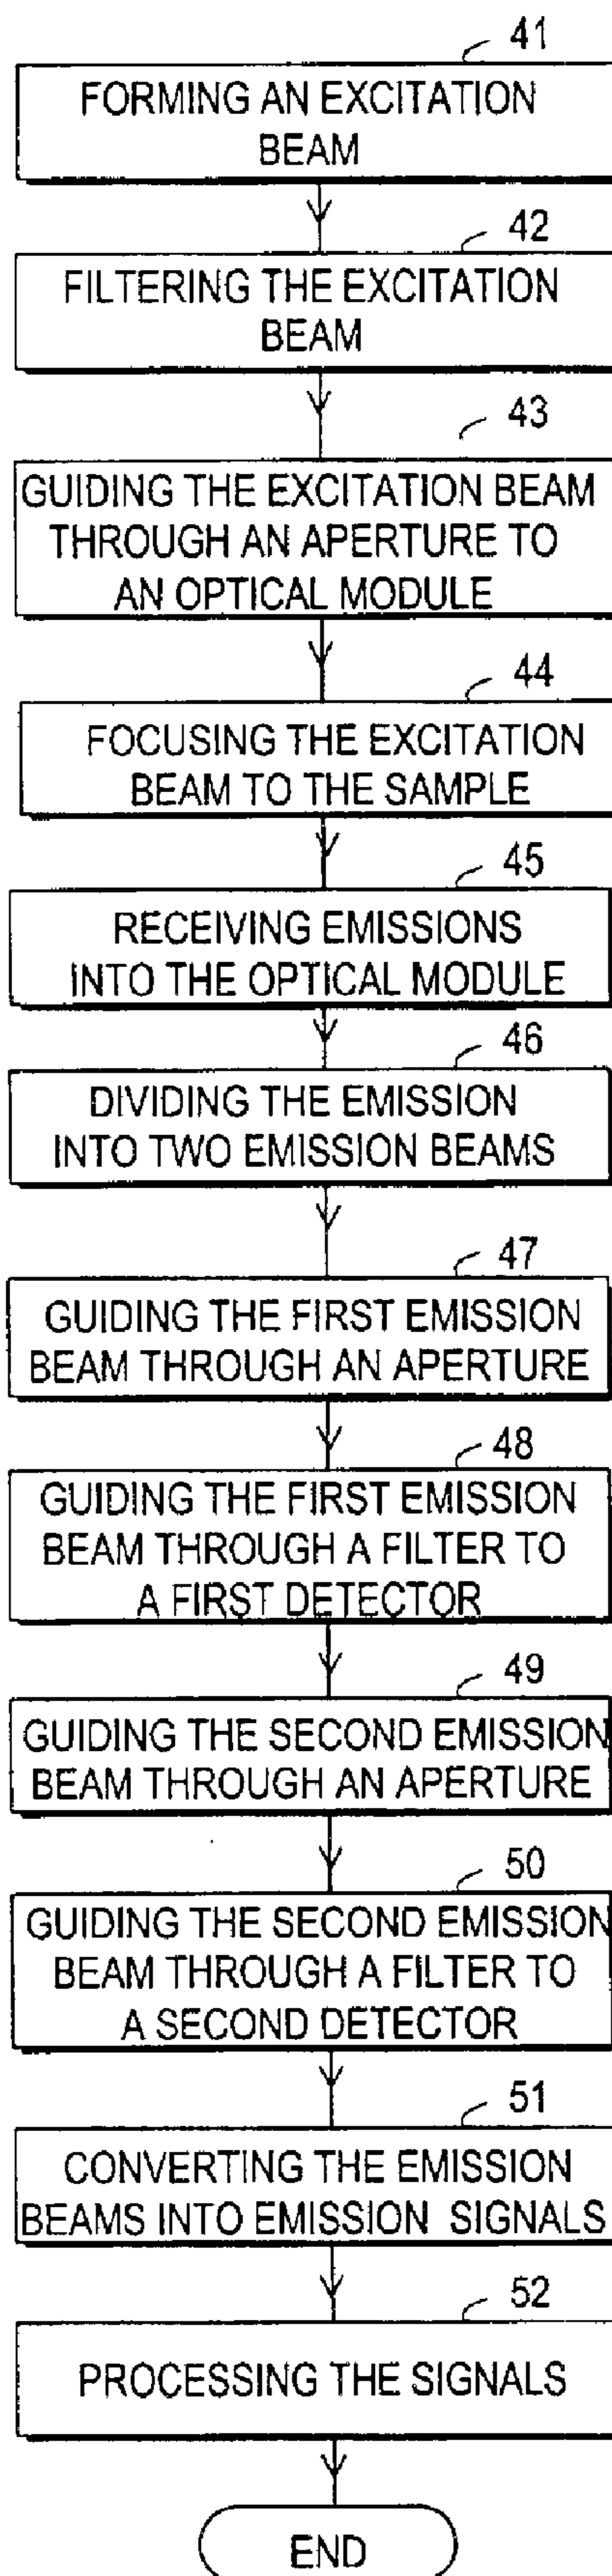 41
FORMING AN EXCITATION
BEAM
42
FILTERING THE EXCITATION
BEAM
43
GUIDING THE EXCITATION BEAM
THROUGH AN APERTURE TO
AN OPTICAL MODULE
44
FOCUSING THE EXCITATION
BEAM TO THE SAMPLE
45
RECEIVING EMISSIONS
INTO THE OPTICAL MODULE
46
DIVIDING THE EMISSION
INTO TWO EMISSION BEAMS
47
GUIDING THE FIRST EMISSION
BEAM THROUGH AN APERTURE
48
GUIDING THE FIRST EMISSION
BEAM THROUGH A FILTER TO
A FIRST DETECTOR
49
GUIDING THE SECOND EMISSION
BEAM THROUGH AN APERTURE
50
GUIDING THE SECOND EMISSION
BEAM THROUGH A FILTER TO
A SECOND DETECTOR
51
CONVERTING THE EMISSION
BEAMS INTO EMISSION SIGNALS
52
PROCESSING THE SIGNALS
END